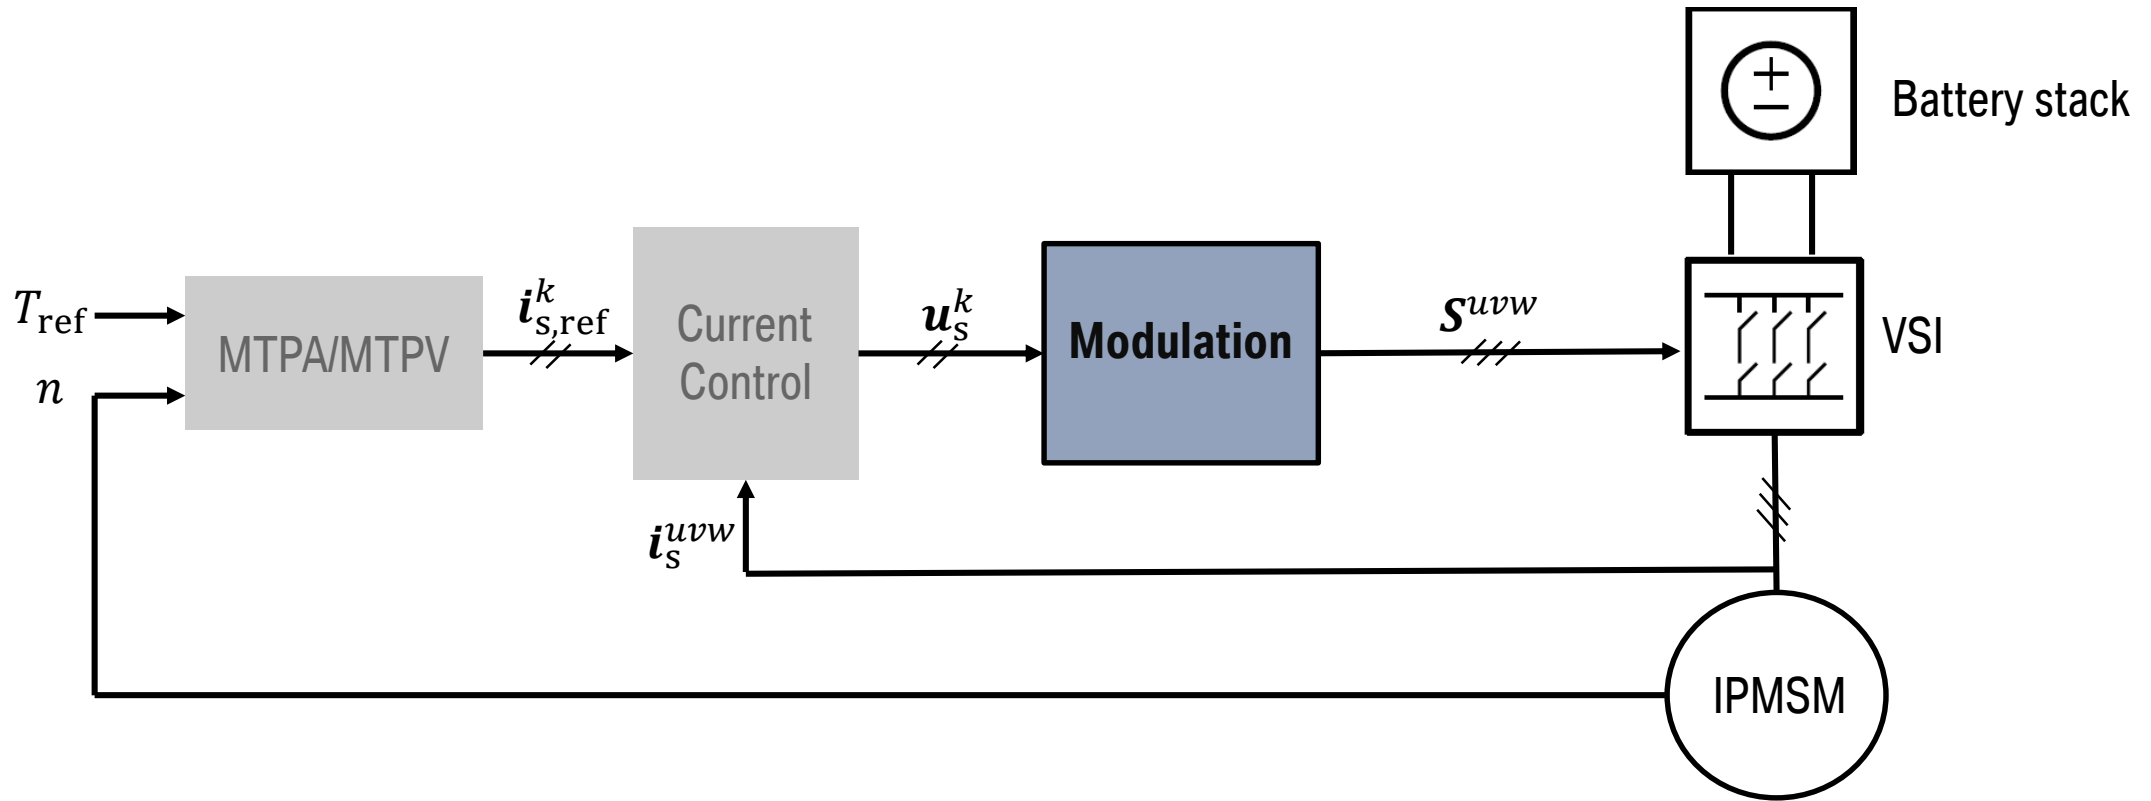 Battery stack
T_ref
n
MTPA/MTPV
i^k_s,ref
Current
Control
u^k_s
Modulation
S^uvw
VSI
i^uvw_s
IPMSM